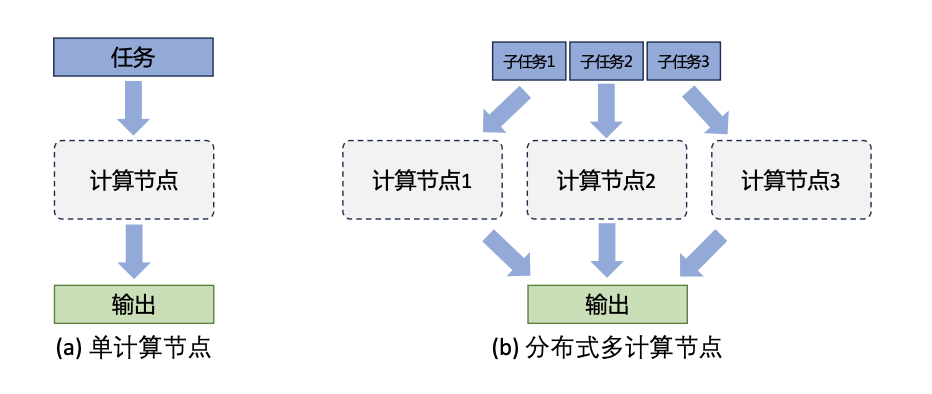 任务
计算节点
输出
(a) 单计算节点
子任务1 子任务2 子任务3
计算节点1 计算节点2 计算节点3
输出
(b) 分布式多计算节点